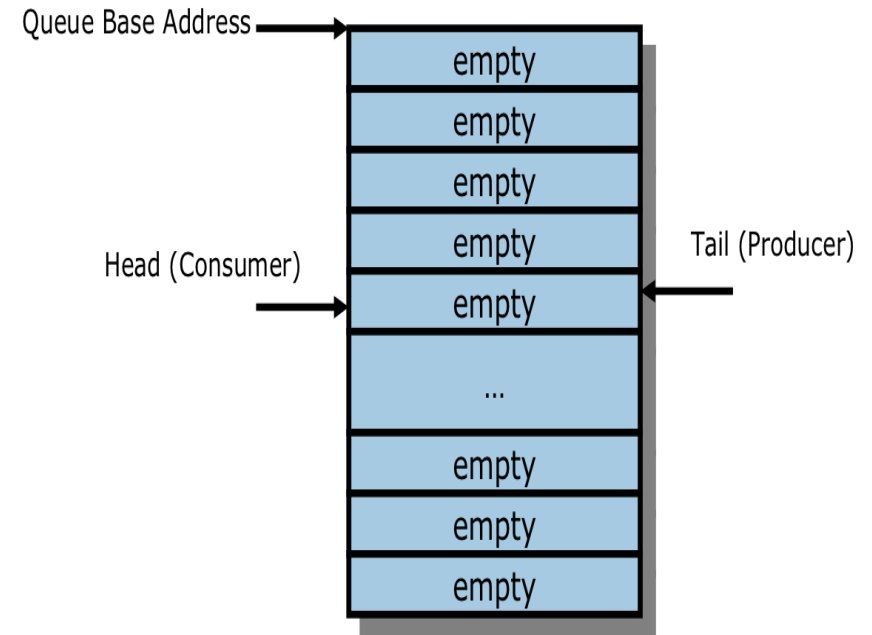 Queue Base Address
empty
empty
empty
empty
Tail (Producer)
Head (Consumer)
empty
...
empty
empty
empty